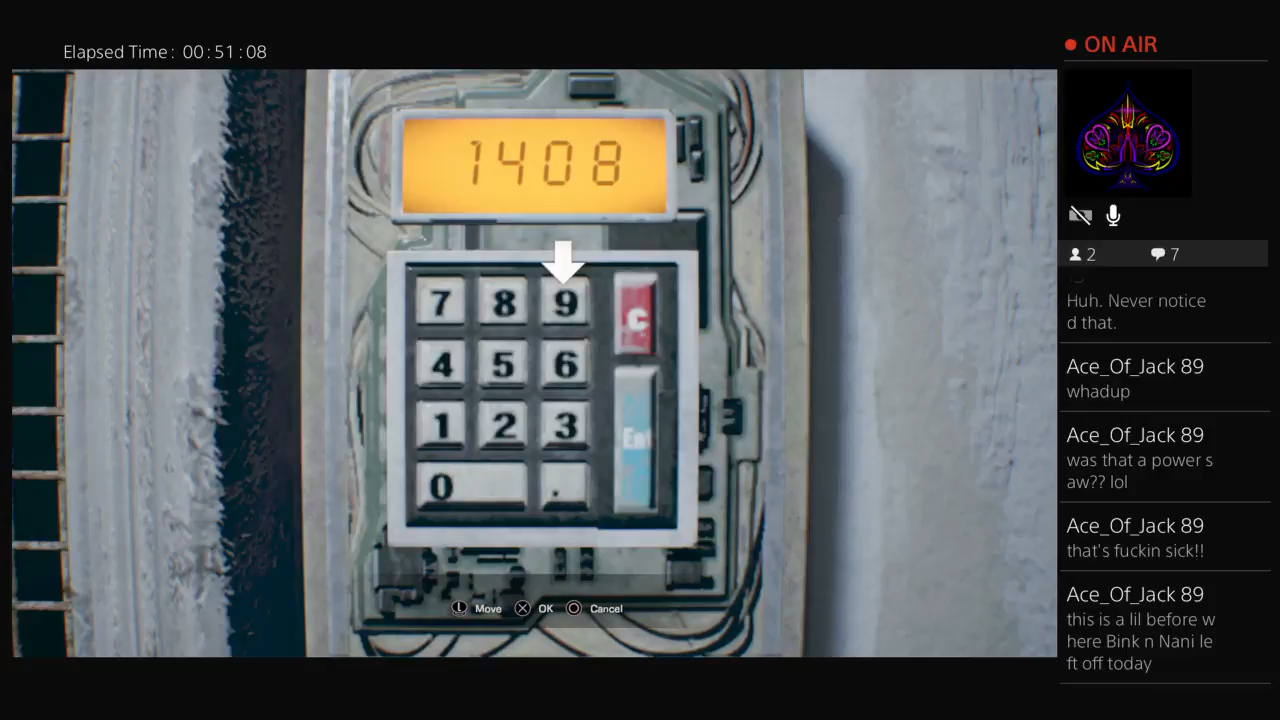 Elapsed Time: 00:51:08
ON AIR
1408
7 8 9 C
4 5 6
1 2 3 Ent
0 .
L Move OK Cancel
2 7
Huh. Never notice
d that.
Ace_Of_Jack 89
whadup
Ace_Of_Jack 89
was that a power s
aw?? lol
Ace_Of_Jack 89
that's fuckin sick!!
Ace_Of_Jack 89
this is a lil before w
here Bink n Nani le
ft off today